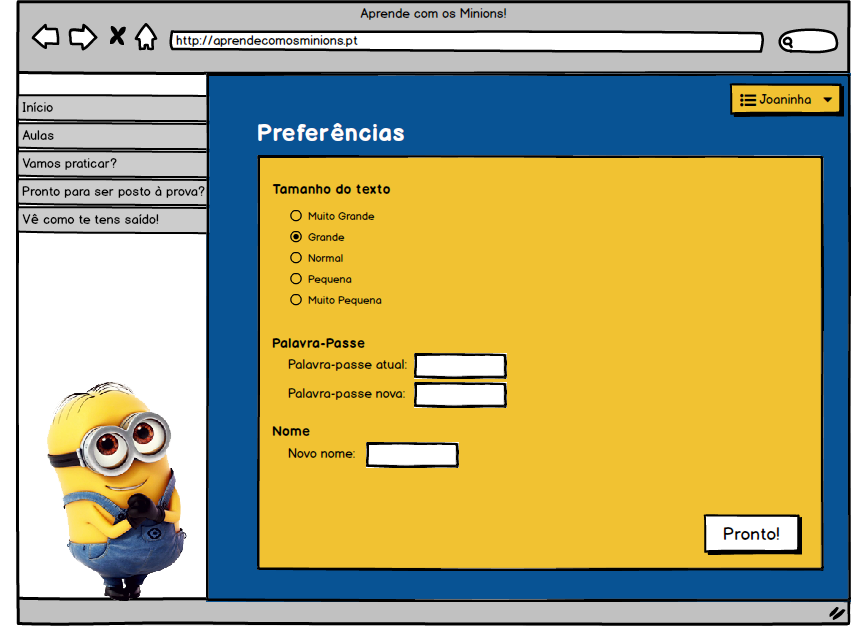 Aprende com os Minions!
http://aprendecomosminions.pt
Início
Aulas
Vamos praticar?
Pronto para ser posto à prova?
Vê como te tens saído!
Joaninha
Preferências
Tamanho do texto
Muito Grande
Grande
Normal
Pequena
Muito Pequena
Palavra-Passe
Palavra-passe atual:
Palavra-passe nova:
Nome
Novo nome:
Pronto!